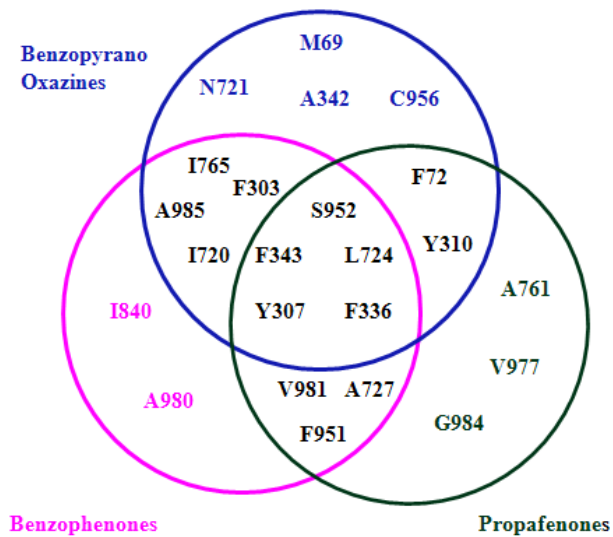 M69
Benzopyrano
Oxazines
N721
A342
C956
I765
F303
F72
A985
S952
I720
F343
L724
Y310
I840
Y307
F336
A761
V977
A980
V981
A727
G984
F951
Benzophenones
Propafenones